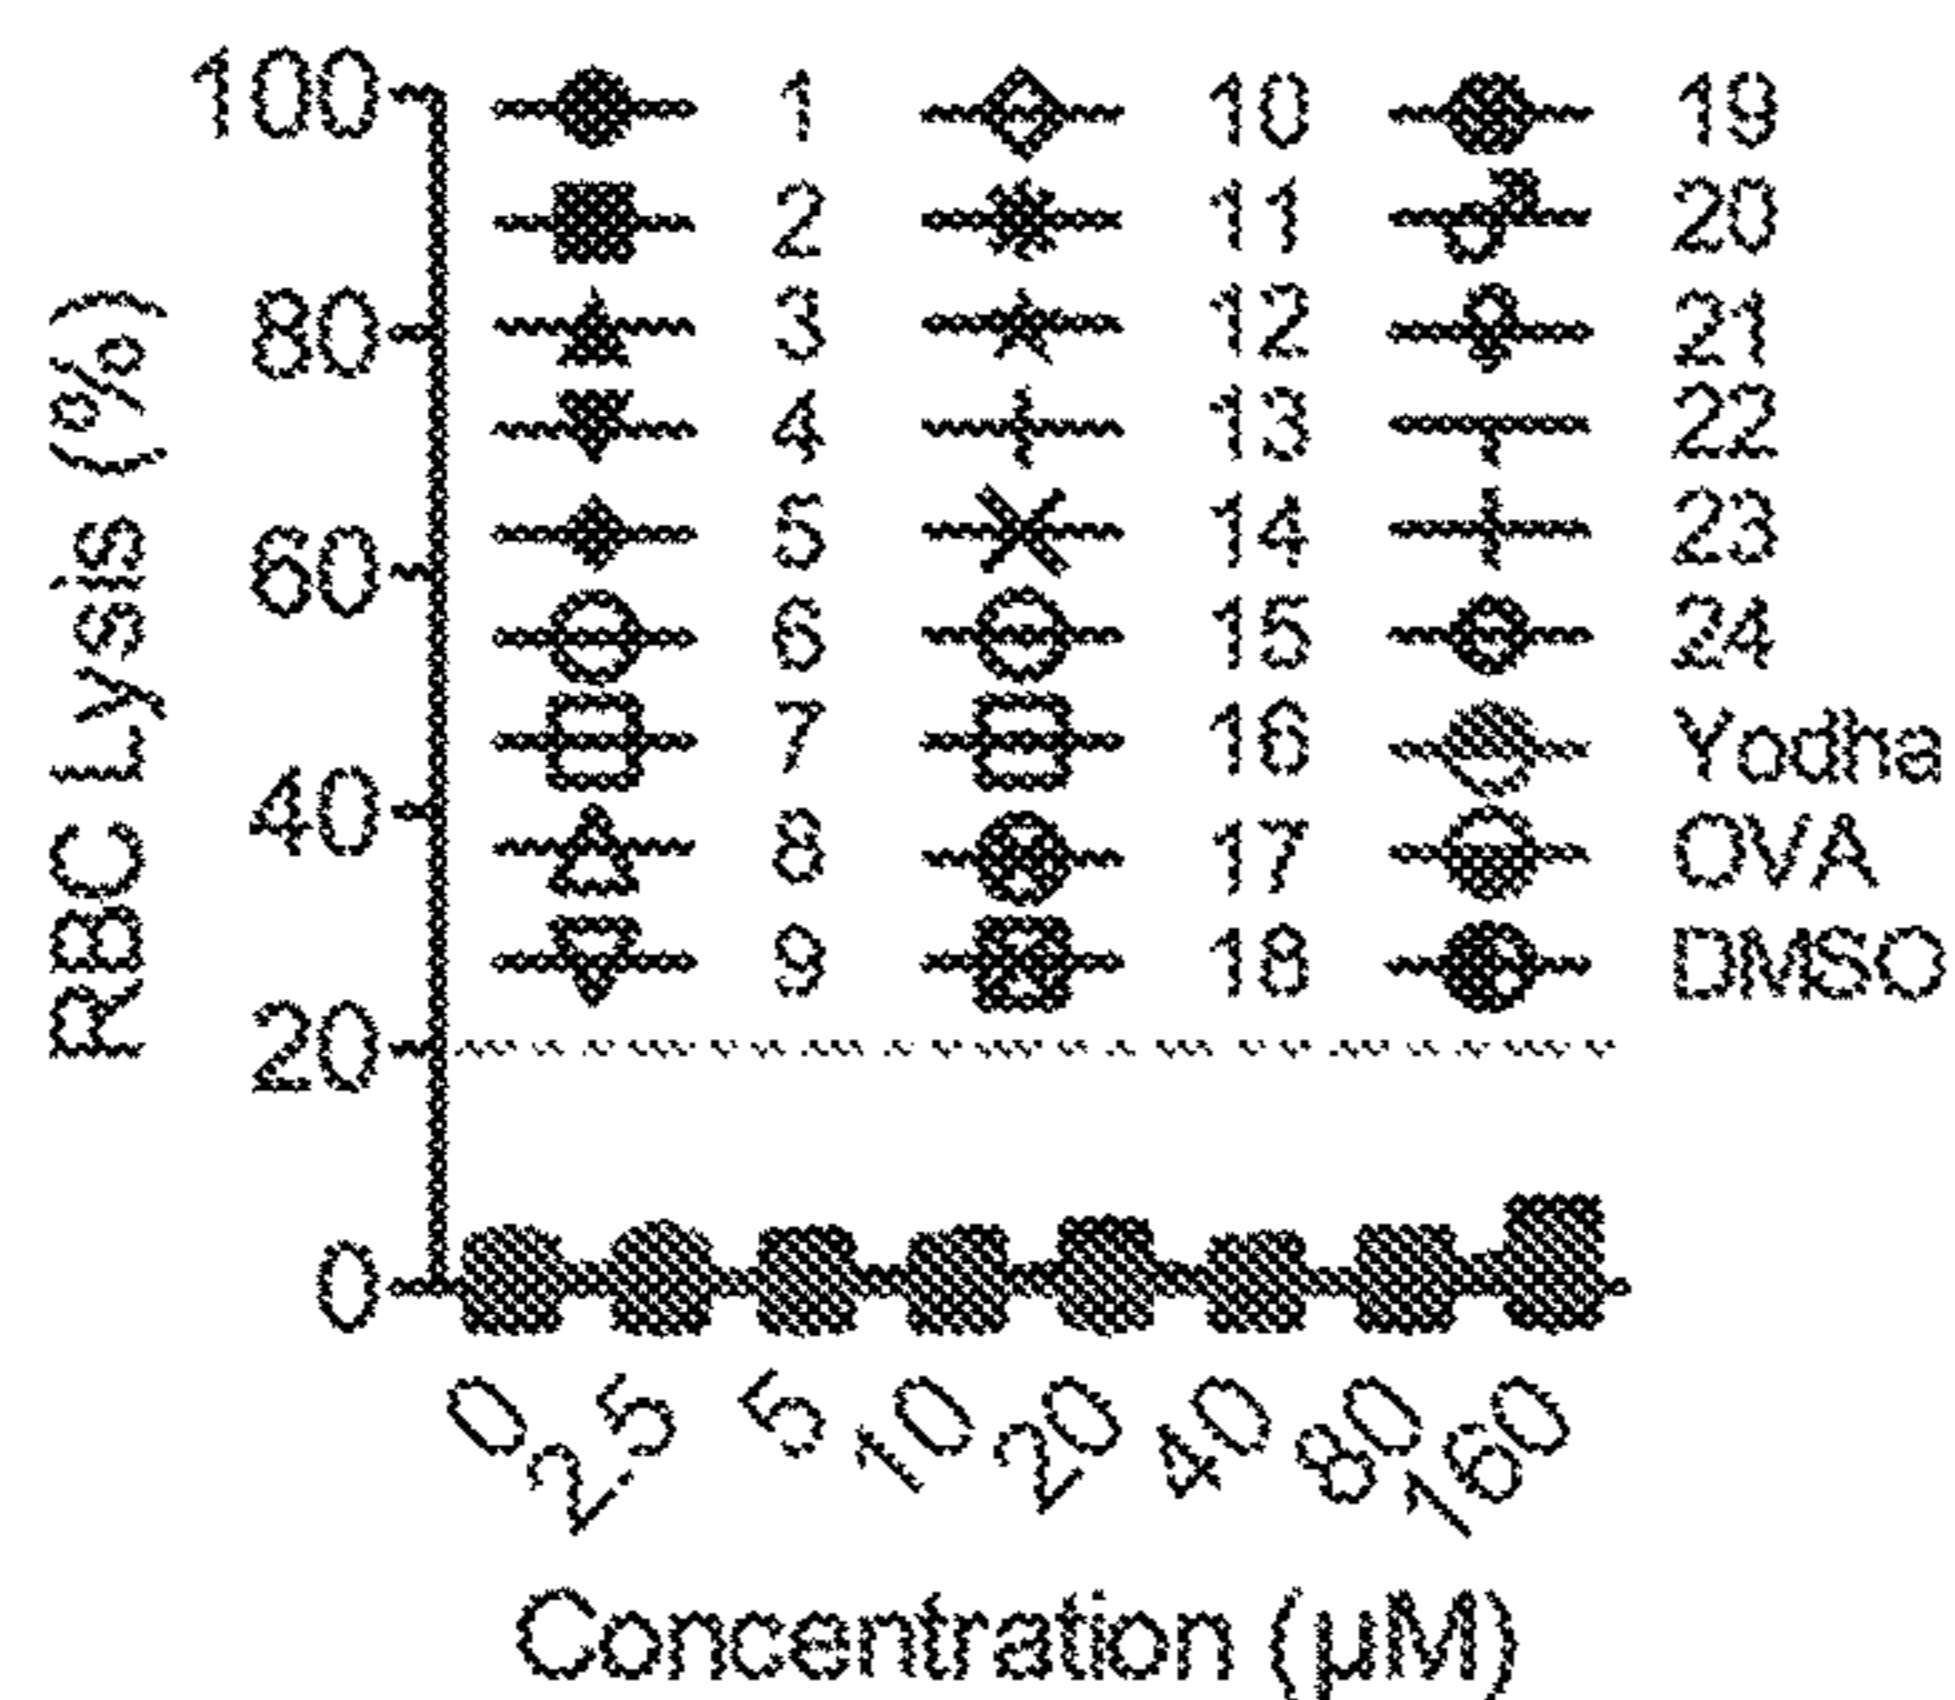 RBC Lysis (%)
100
80
60
40
20
0
1 10 19
2 11 20
3 12 21
4 13 22
5 14 23
6 15 24
7 16 Yodha
8 17 OVA
9 18 DMSO
0 2.5 5 10 20 40 80 160
Concentration (µM)